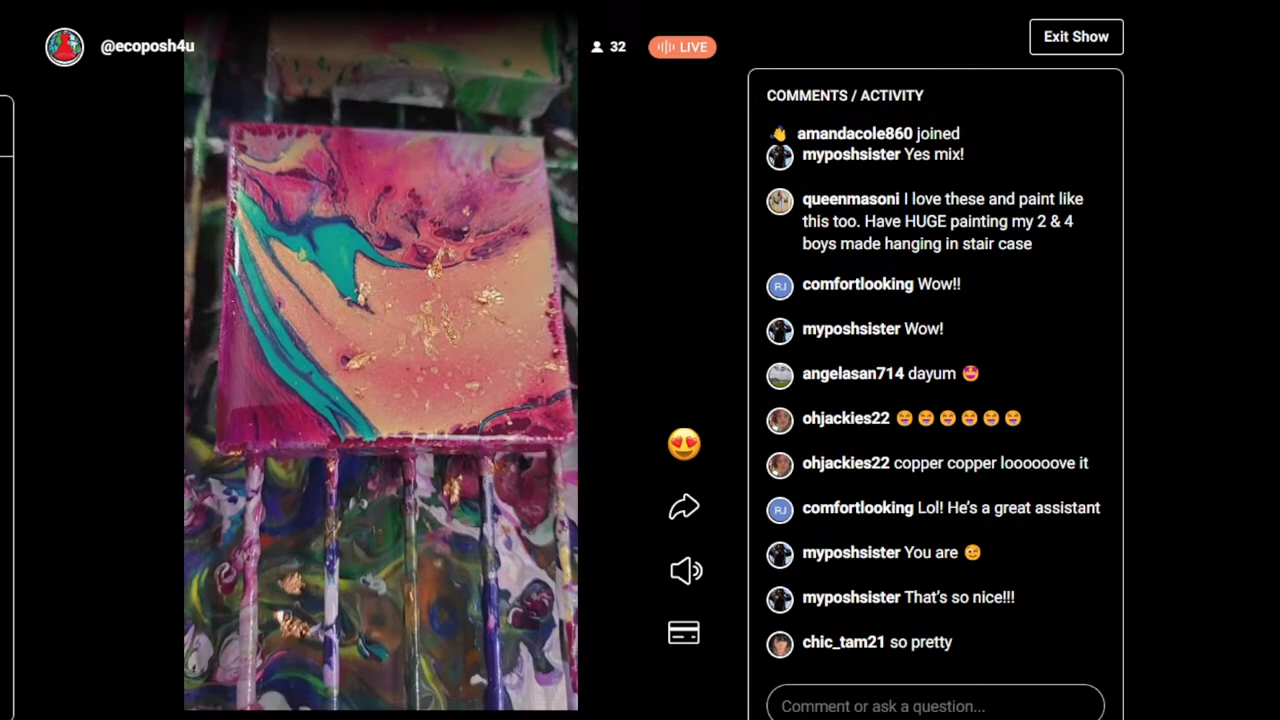 @ecoposh4u
32
LIVE
Exit Show
COMMENTS / ACTIVITY
amandacole860 joined
myposhsister Yes mix!
queenmasoni I love these and paint like
this too. Have HUGE painting my 2 & 4
boys made hanging in stair case
RJ comfortlooking Wow!!
myposhsister Wow!
angelasan714 dayum 🤩
ohjackies22 😄😄😄😄😄😄
ohjackies22 copper copper loooooove it
RJ comfortlooking Lol! He's a great assistant
myposhsister You are 😉
myposhsister That's so nice!!!
chic_tam21 so pretty
Comment or ask a question...